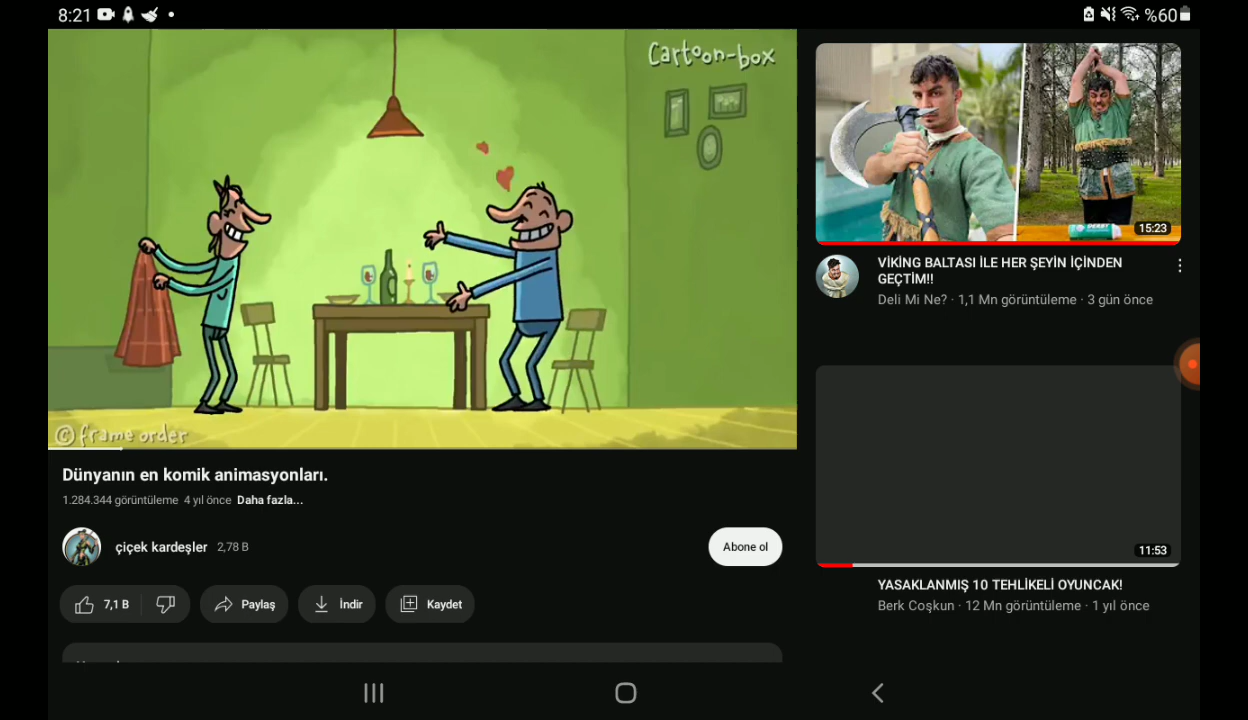 8:21
%60
Cartoon-box
© frame order
Dünyanın en komik animasyonları.
1.284.344 görüntüleme 4 yıl önce Daha fazla...
çiçek kardeşler 2,78 B
Abone ol
7,1 B
Paylaş
İndir
Kaydet
15:23
VİKİNG BALTASI İLE HER ŞEYİN İÇİNDEN
GEÇTİM!!
Deli Mi Ne? · 1,1 Mn görüntüleme · 3 gün önce
11:53
YASAKLANMIŞ 10 TEHLİKELİ OYUNCAK!
Berk Coşkun · 12 Mn görüntüleme · 1 yıl önce